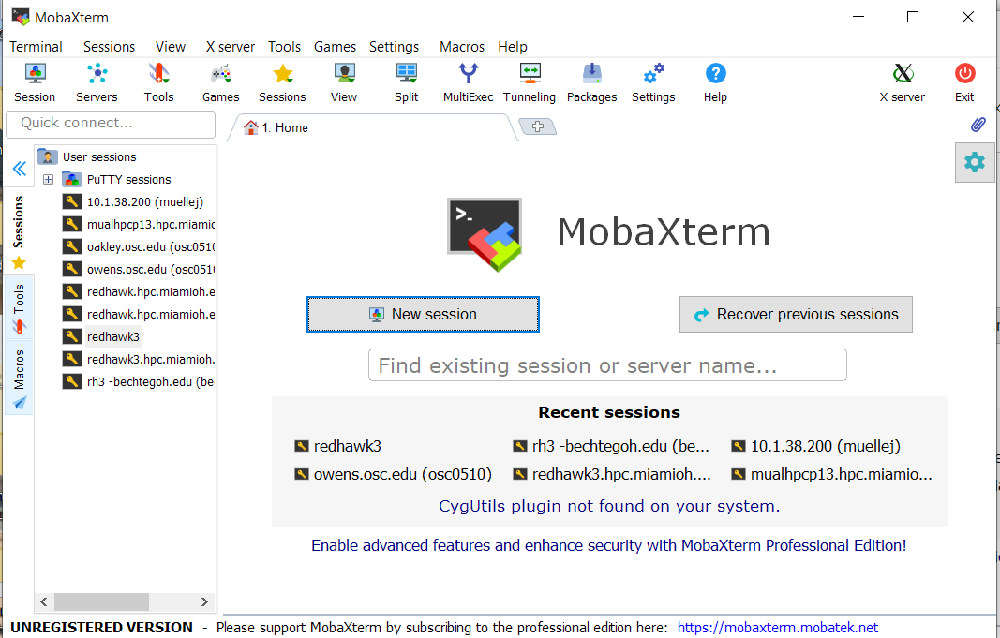 MobaXterm
Terminal Sessions View X server Tools Games Settings Macros Help
Session Servers Tools Games Sessions View Split MultiExec Tunneling Packages Settings Help X server Exit
Quick connect...
1. Home
Sessions
Tools
Macros
User sessions
PuTTY sessions
10.1.38.200 (muellej)
mualhpcp13.hpc.miamio
oakley.osc.edu (osc051
owens.osc.edu (osc051
redhawk.hpc.miamioh.e
redhawk.hpc.miamioh.e
redhawk3
redhawk3.hpc.miamioh.
rh3 -bechtegoh.edu (be
MobaXterm
New session
Recover previous sessions
Find existing session or server name...
Recent sessions
redhawk3 rh3 -bechtegoh.edu (be... 10.1.38.200 (muellej)
owens.osc.edu (osc0510) redhawk3.hpc.miamioh.... mualhpcp13.hpc.miamio...
CygUtils plugin not found on your system.
Enable advanced features and enhance security with MobaXterm Professional Edition!
UNREGISTERED VERSION - Please support MobaXterm by subscribing to the professional edition here: https://mobaxterm.mobatek.net